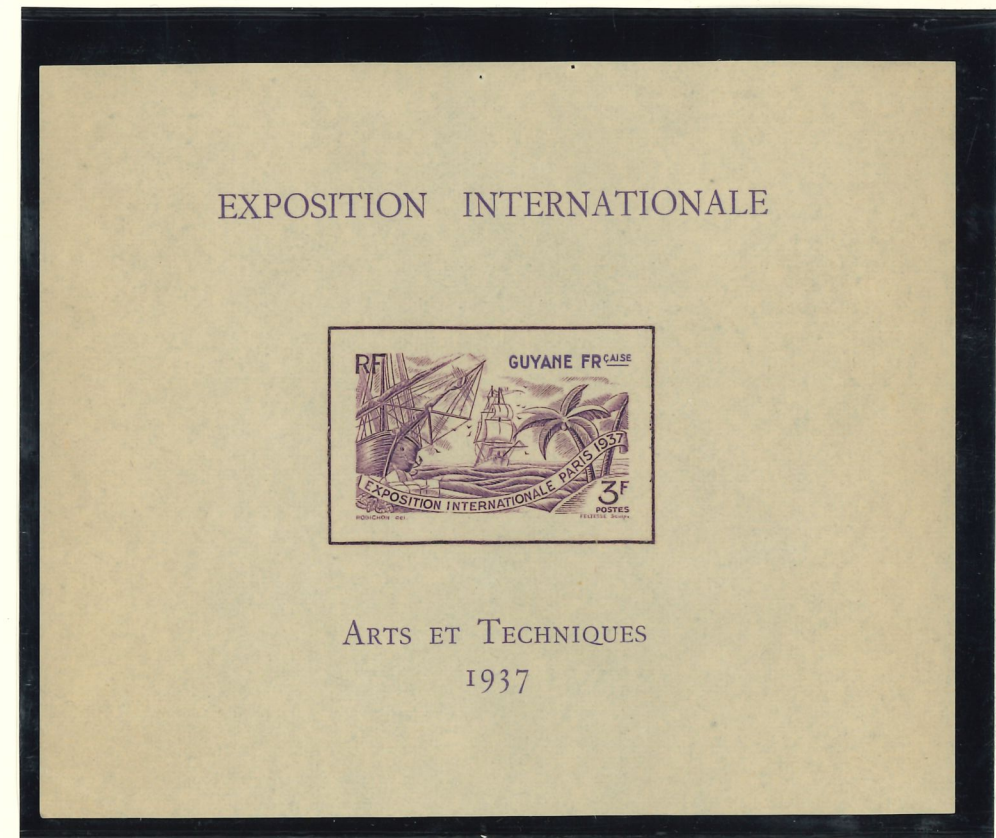 EXPOSITION INTERNATIONALE
RF
GUYANE FRÇAISE
EXPOSITION INTERNATIONALE PARIS 1937
3F
POSTES
ARTS ET TECHNIQUES
1937